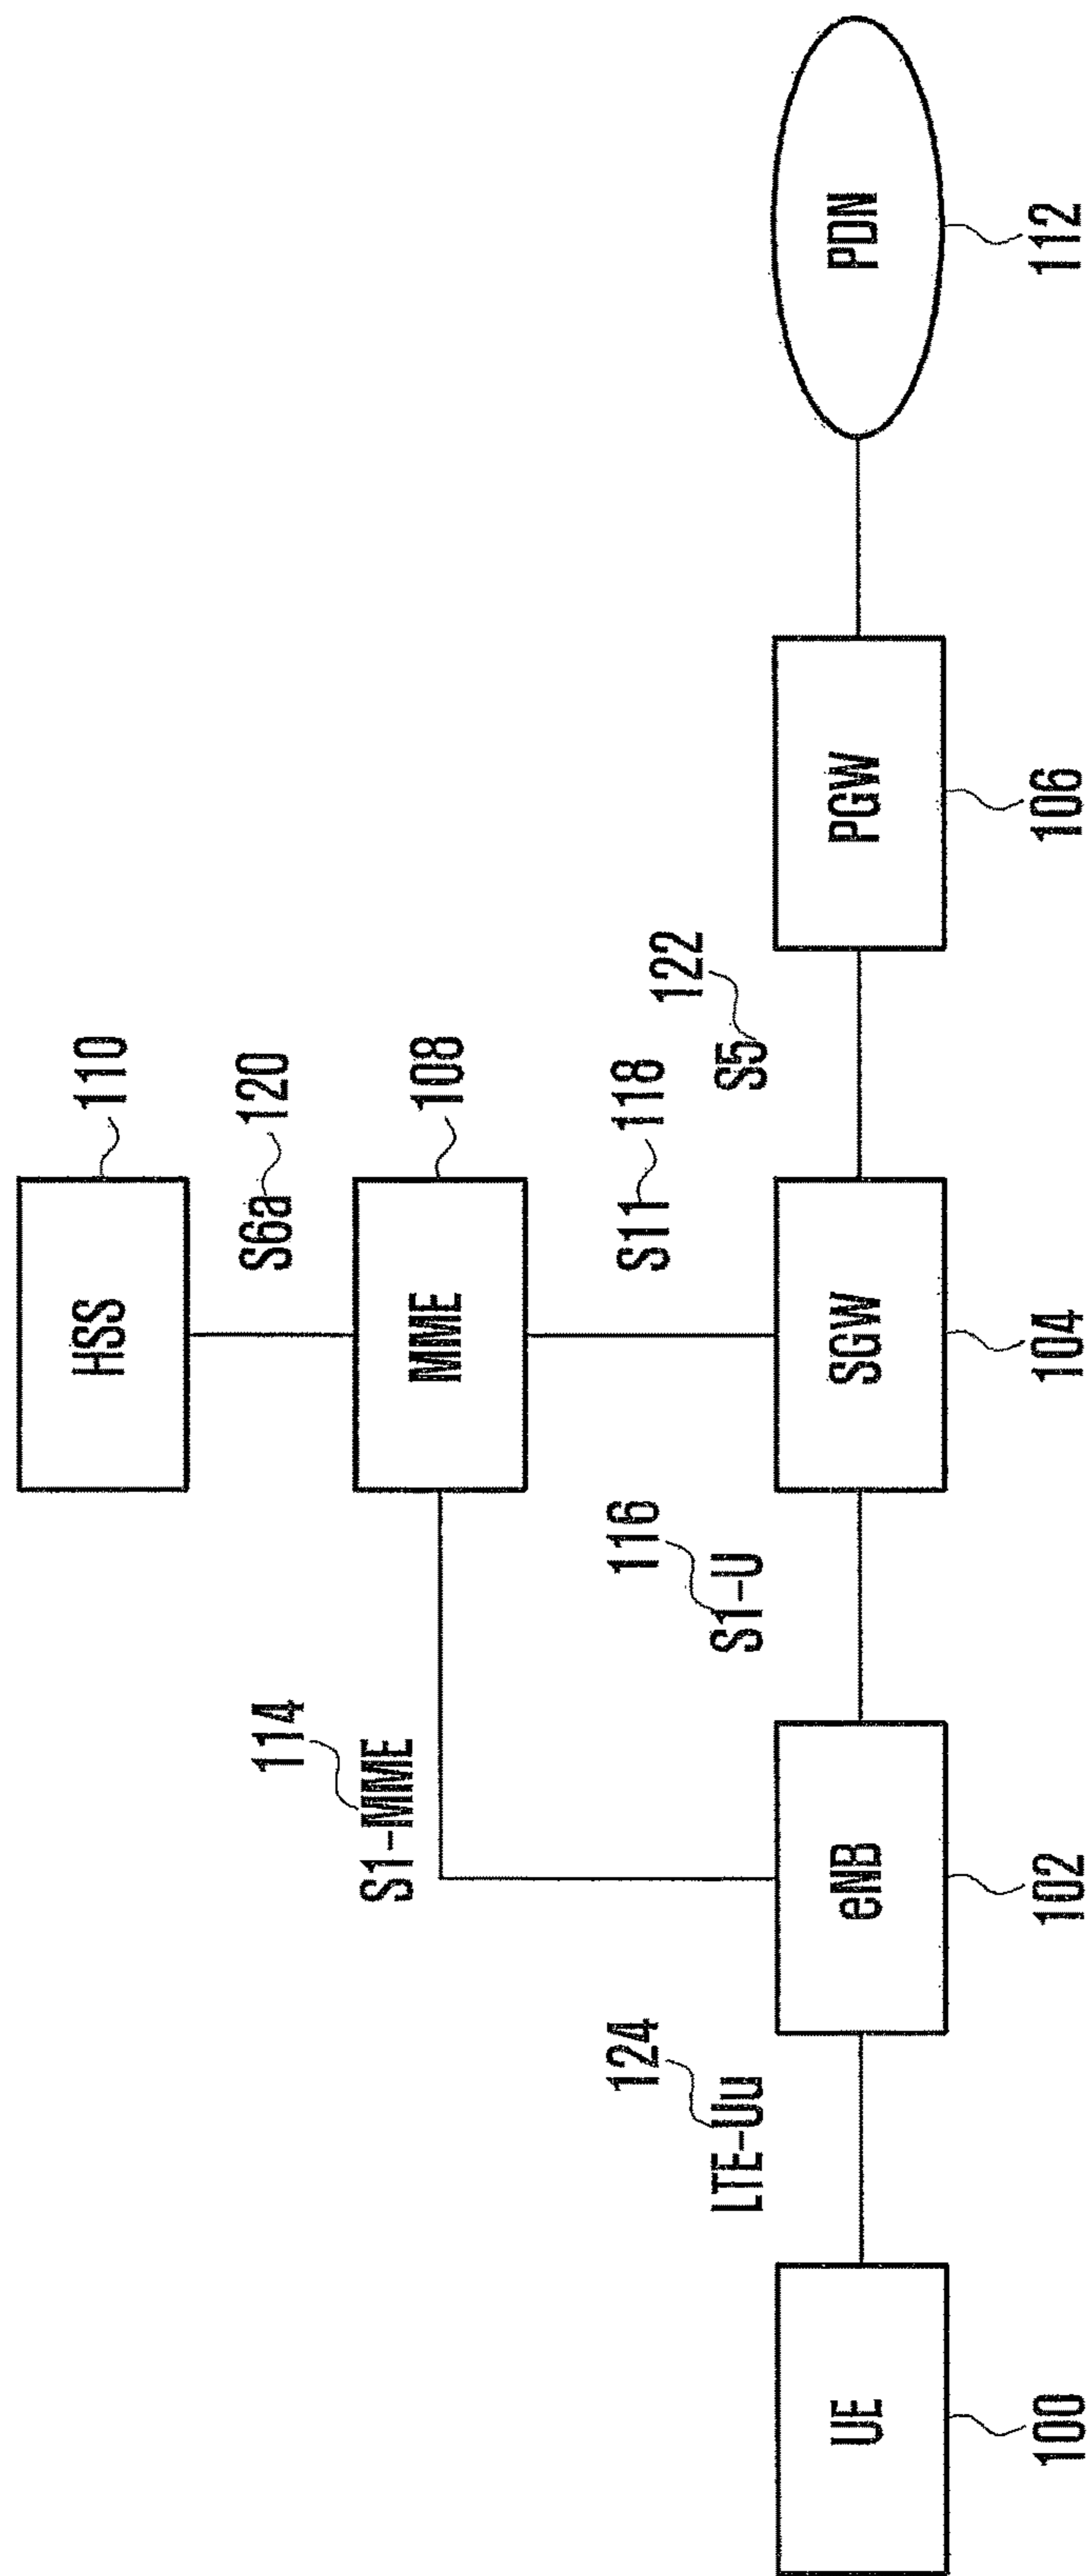 HSS
110
S6a
120
114
S1-MME
MME
108
124
LTE-Uu
116
S1-U
S11
118
122
S5
UE
eNB
SGW
PGW
PDN
100
102
104
106
112